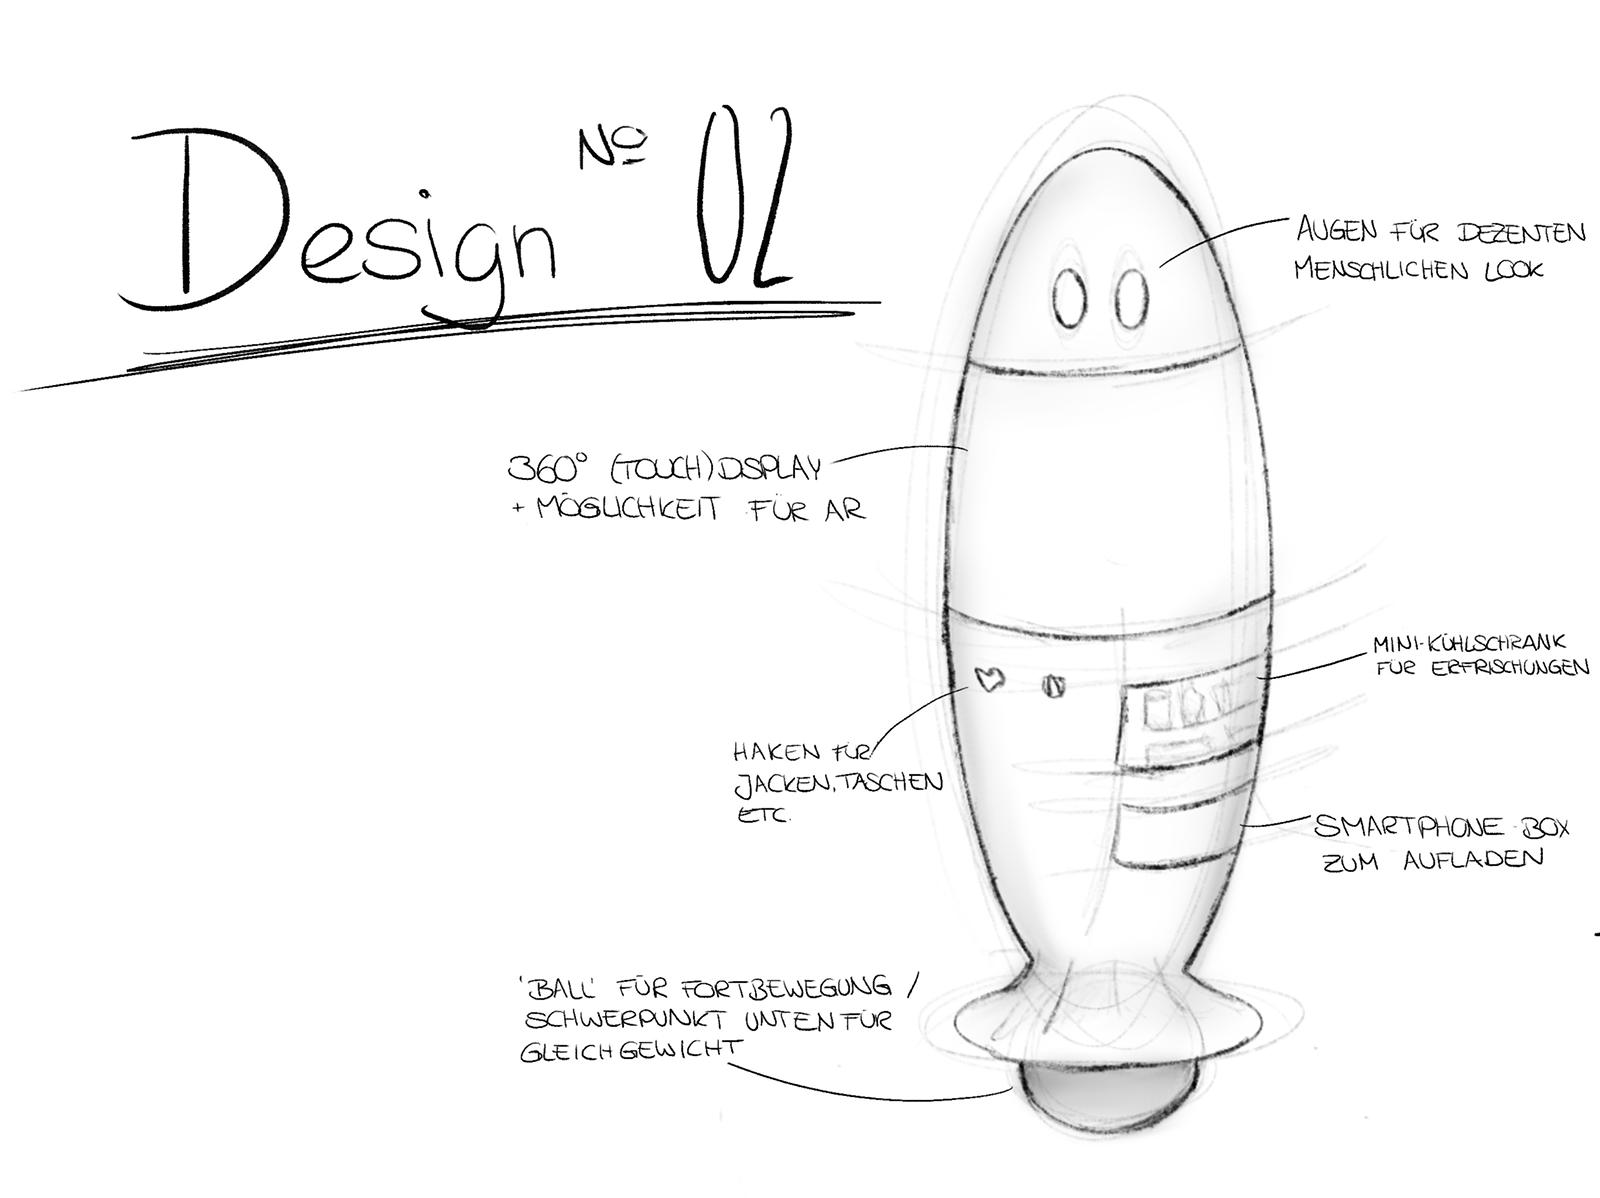 Design Nº 02
AUGEN FÜR DEZENTEN
MENSCHLICHEN LOOK
360° (TOUCH) DISPLAY
+ MÖGLICHKEIT FÜR AR
MINI-KÜHLSCHRANK
FÜR ERFRISCHUNGEN
HAKEN FÜR
JACKEN, TASCHEN
ETC.
SMARTPHONE-BOX
ZUM AUFLADEN
'BALL' FÜR FORTBEWEGUNG /
SCHWERPUNKT UNTEN FÜR
GLEICHGEWICHT